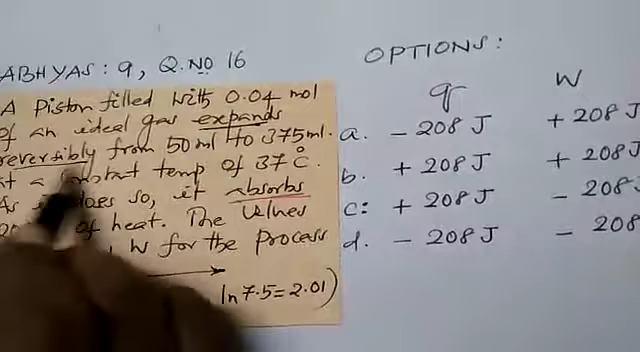 ABHYAS: 9, Q.NO 16
A Piston filled with 0.04 mol
of an ideal gas expands
reversibly from 50 ml to 375 ml.
at a constant temp of 37°C.
As it does so, it absorbs
of heat. The values
W for the process
ln 7.5 = 2.01)
OPTIONS:
q W
a. - 208 J + 208 J
b. + 208 J + 208 J
c: + 208 J - 208
d. - 208 J - 208